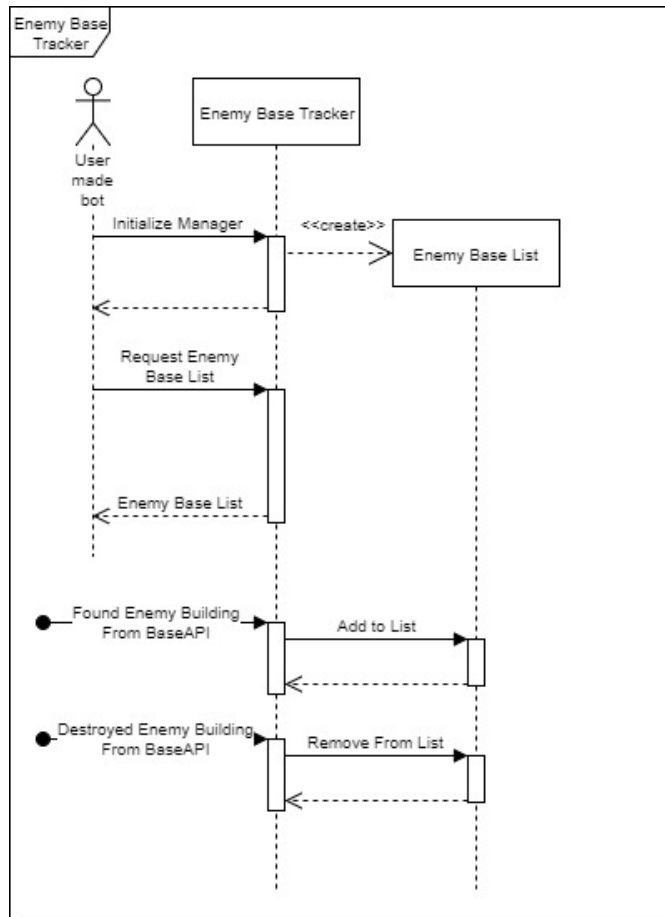 Enemy Base
Tracker
Enemy Base Tracker
User
made
bot
Initialize Manager
<<create>>
Enemy Base List
Request Enemy
Base List
Enemy Base List
Found Enemy Building
From BaseAPI
Add to List
Destroyed Enemy Building
From BaseAPI
Remove From List